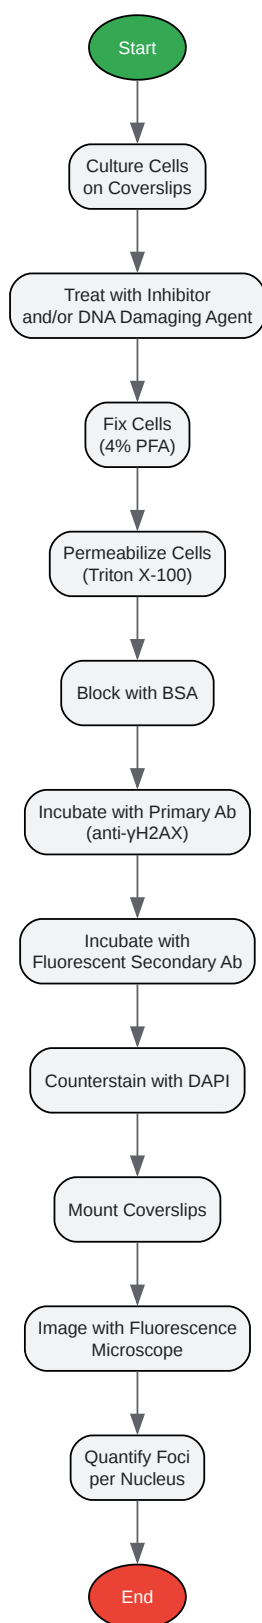 Start
Culture Cells
on Coverslips
Treat with Inhibitor
and/or DNA Damaging Agent
Fix Cells
(4% PFA)
Permeabilize Cells
(Triton X-100)
Block with BSA
Incubate with Primary Ab
(anti-γH2AX)
Incubate with
Fluorescent Secondary Ab
Counterstain with DAPI
Mount Coverslips
Image with Fluorescence
Microscope
Quantify Foci
per Nucleus
End